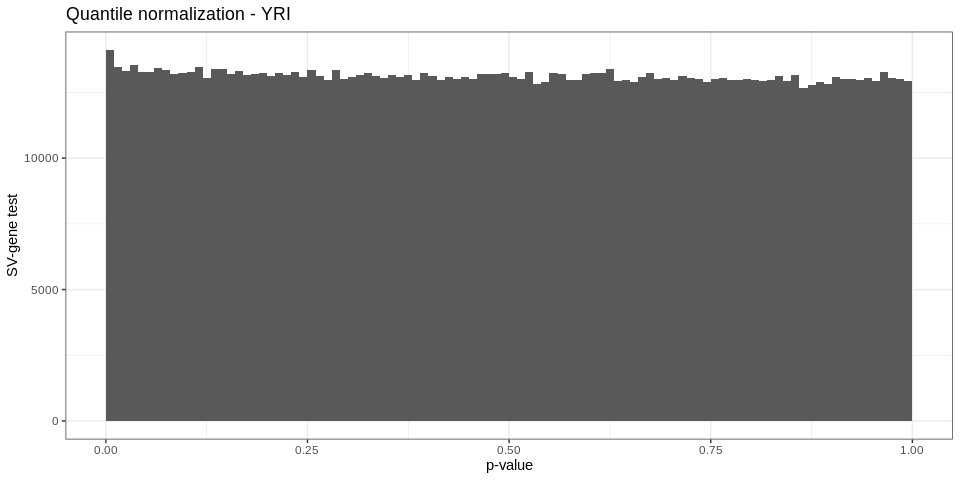 Quantile normalization - YRI
SV-gene test
10000
5000
0
0.00 0.25 0.50 0.75 1.00
p-value